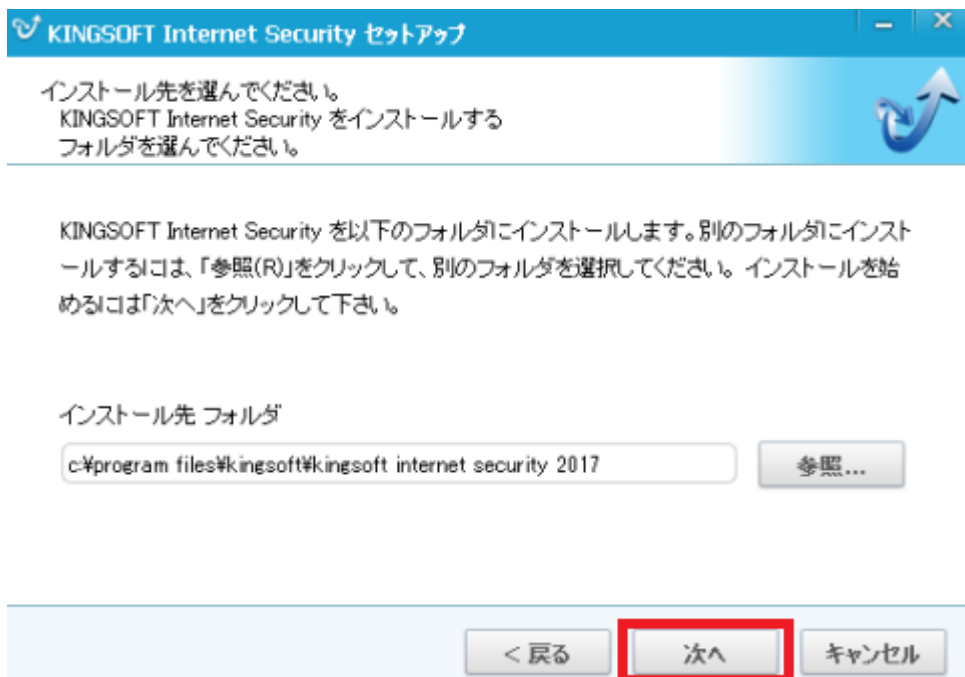 KINGSOFT Internet Security セットアップ
インストール先を選んでください。
KINGSOFT Internet Security をインストールする
フォルダを選んでください。
KINGSOFT Internet Security を以下のフォルダにインストールします。別のフォルダにインスト
ールするには、「参照(R)」をクリックして、別のフォルダを選択してください。インストールを始
めるには「次へ」をクリックして下さい。
インストール先 フォルダ
c:¥program files¥kingsoft¥kingsoft internet security 2017
参照...
< 戻る
次へ
キャンセル